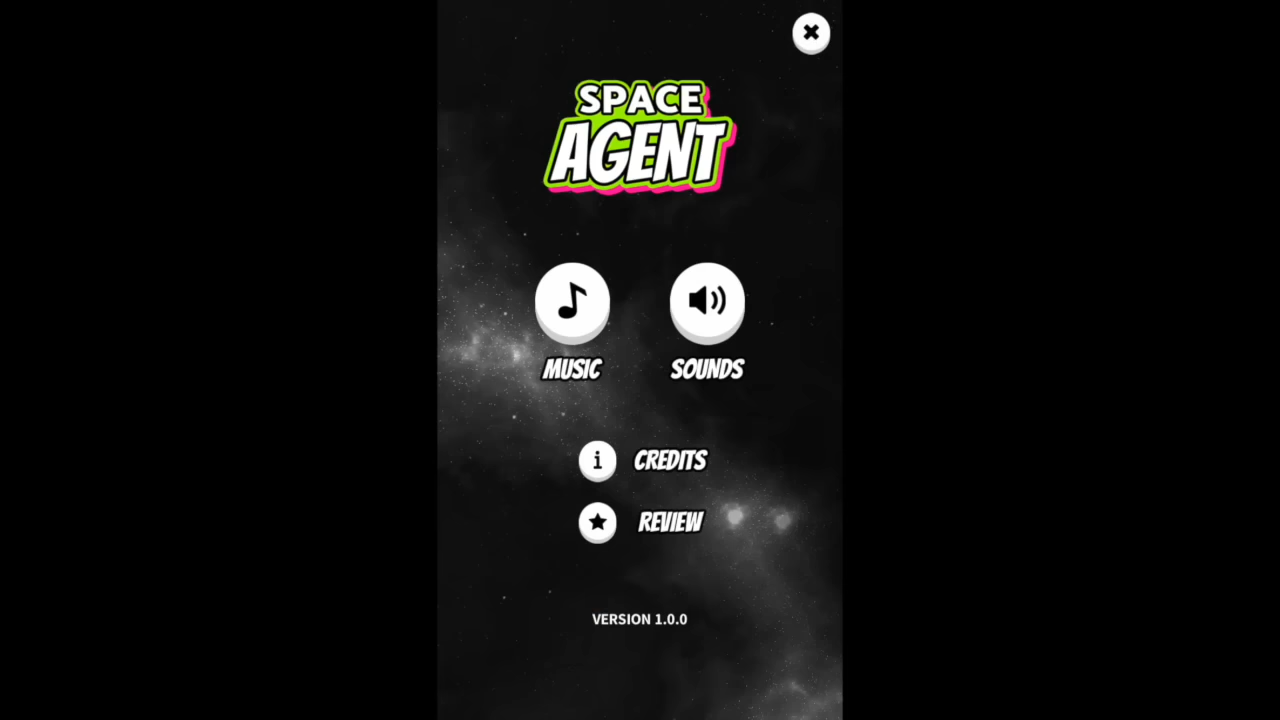 SPACE
AGENT
MUSIC
SOUNDS
CREDITS
REVIEW
VERSION 1.0.0